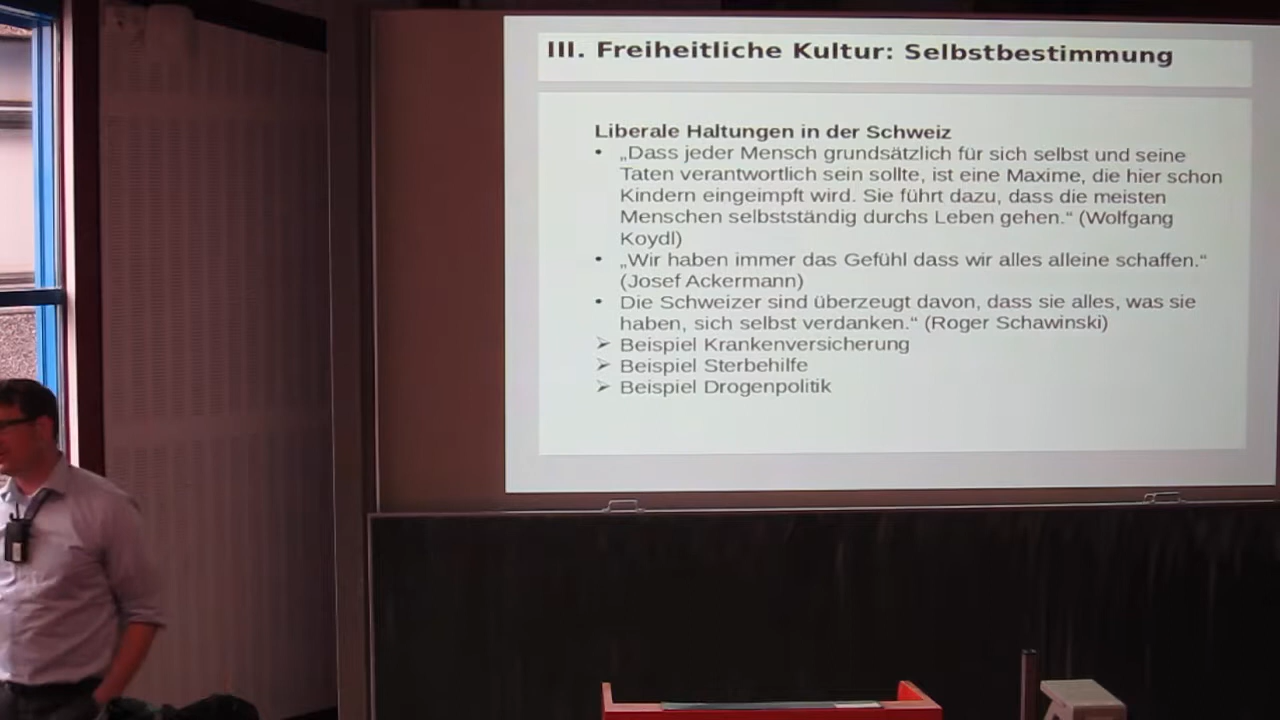 III. Freiheitliche Kultur: Selbstbestimmung
Liberale Haltungen in der Schweiz
• „Dass jeder Mensch grundsätzlich für sich selbst und seine
Taten verantwortlich sein sollte, ist eine Maxime, die hier schon
Kindern eingeimpft wird. Sie führt dazu, dass die meisten
Menschen selbstständig durchs Leben gehen.“ (Wolfgang
Koydl)
• „Wir haben immer das Gefühl dass wir alles alleine schaffen.“
(Josef Ackermann)
• Die Schweizer sind überzeugt davon, dass sie alles, was sie
haben, sich selbst verdanken.“ (Roger Schawinski)
➢ Beispiel Krankenversicherung
➢ Beispiel Sterbehilfe
➢ Beispiel Drogenpolitik